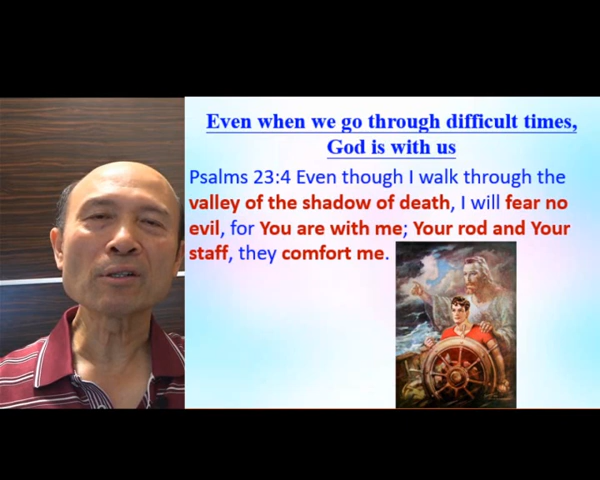 Even when we go through difficult times,
God is with us
Psalms 23:4 Even though I walk through the
valley of the shadow of death, I will fear no
evil, for You are with me; Your rod and Your
staff, they comfort me.